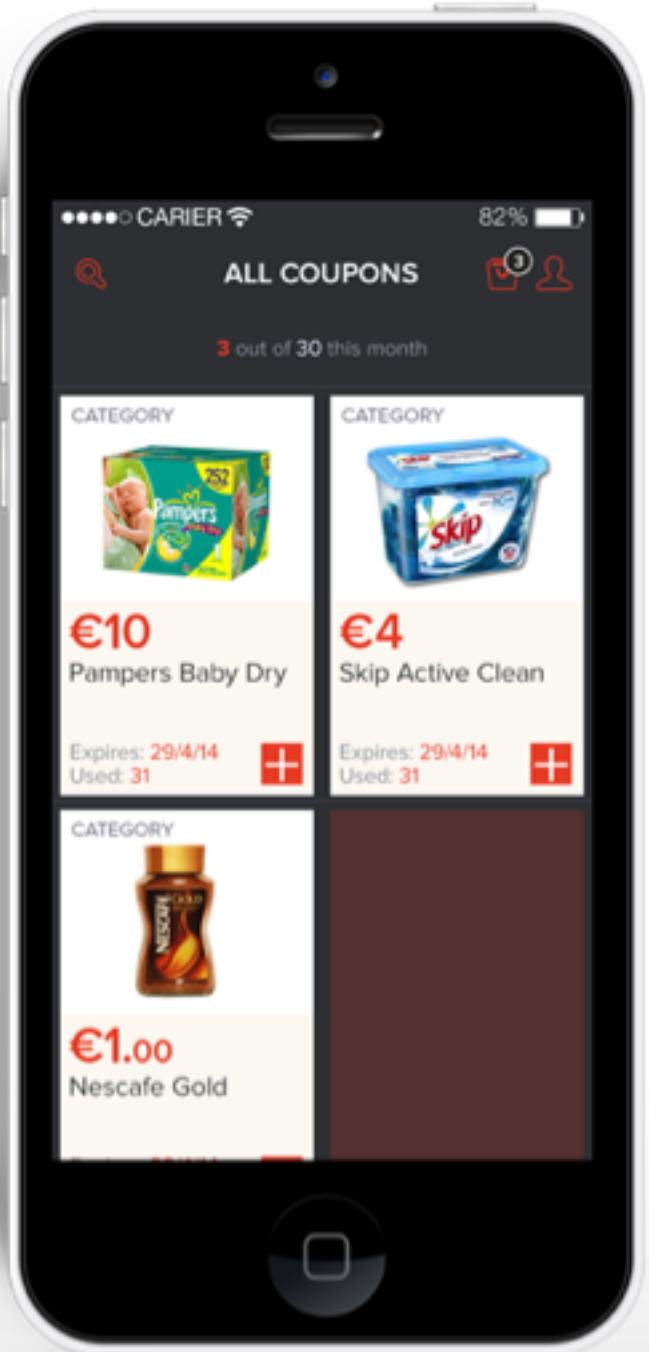 CARIER 82%
ALL COUPONS 3
3 out of 30 this month
CATEGORY
252
Pampers
baby dry
€10
Pampers Baby Dry
Expires: 29/4/14
Used: 31
CATEGORY
Skip
€4
Skip Active Clean
Expires: 29/4/14
Used: 31
CATEGORY
NESCAFÉ
GOLD
€1.00
Nescafe Gold